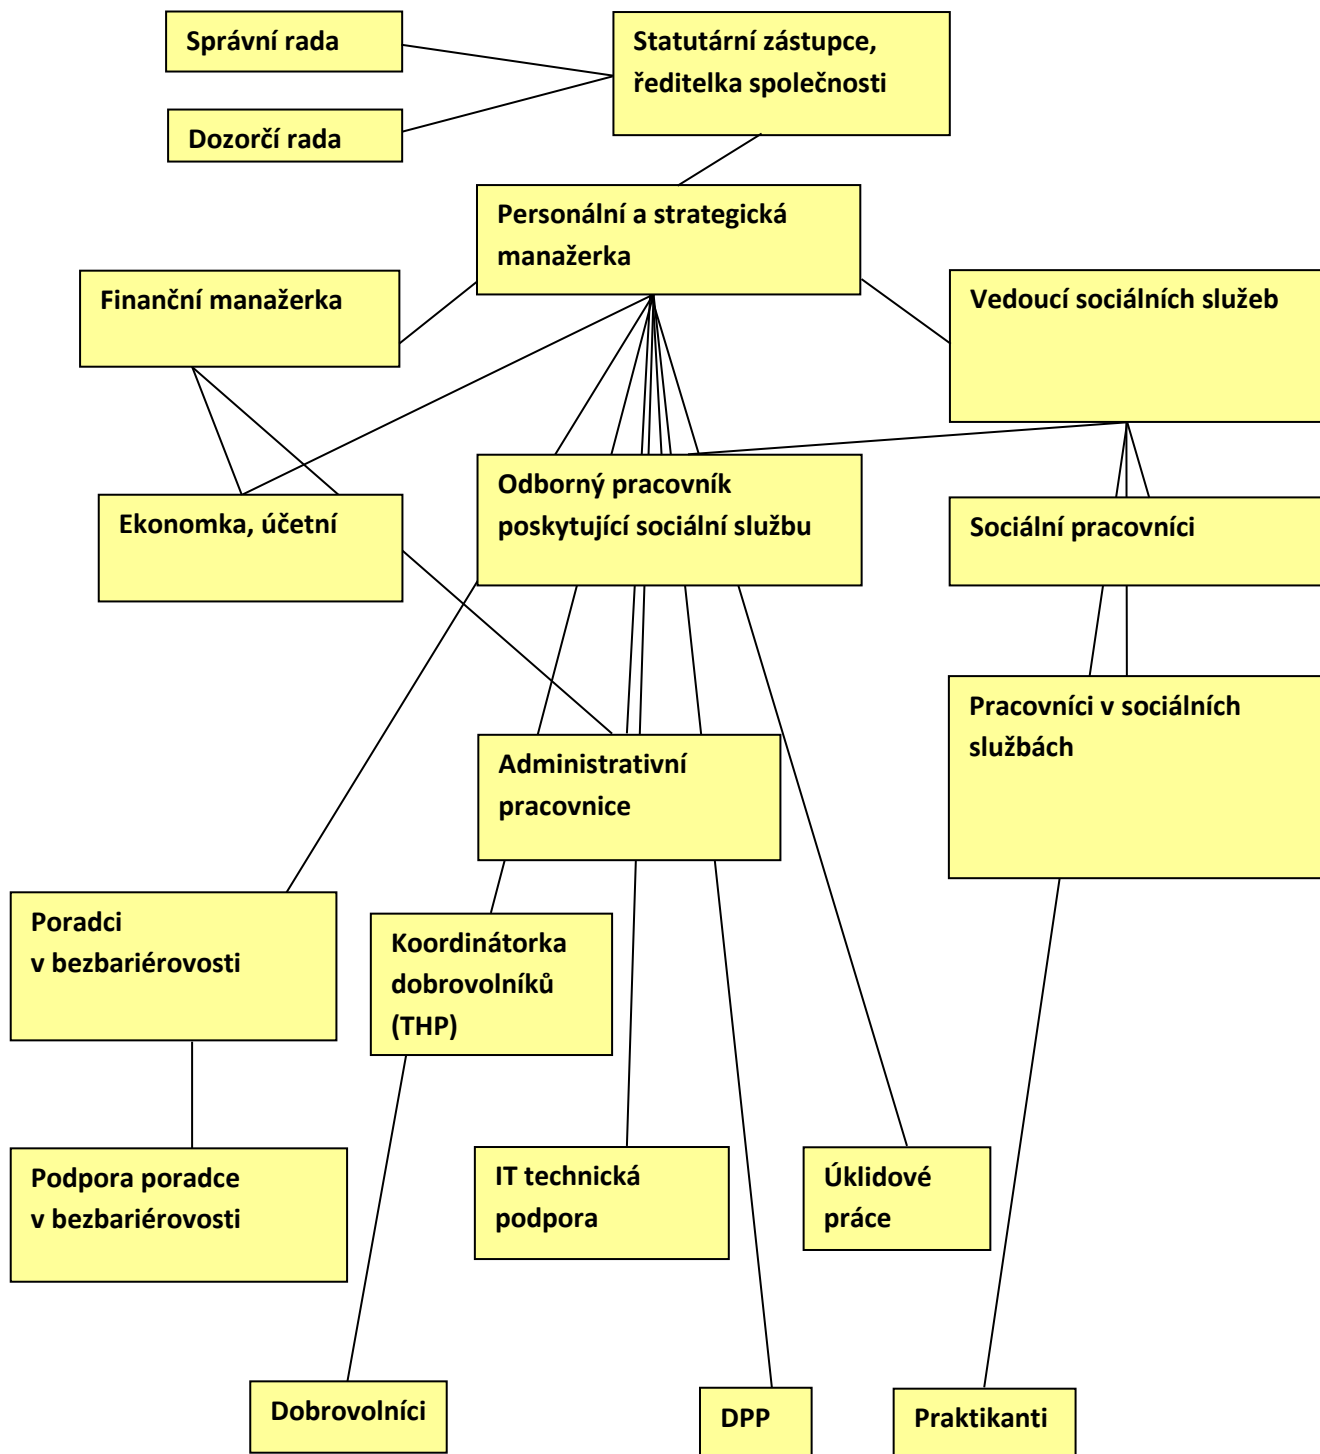 Správní rada
Statutární zástupce,
ředitelka společnosti
Dozorčí rada
Personální a strategická
manažerka
Finanční manažerka
Vedoucí sociálních služeb
Odborný pracovník
poskytující sociální službu
Ekonomka, účetní
Sociální pracovníci
Pracovníci v sociálních
službách
Administrativní
pracovnice
Poradci
v bezbariérovosti
Koordinátorka
dobrovolníků
(THP)
Podpora poradce
v bezbariérovosti
IT technická
podpora
Úklidové
práce
Dobrovolníci
DPP
Praktikanti